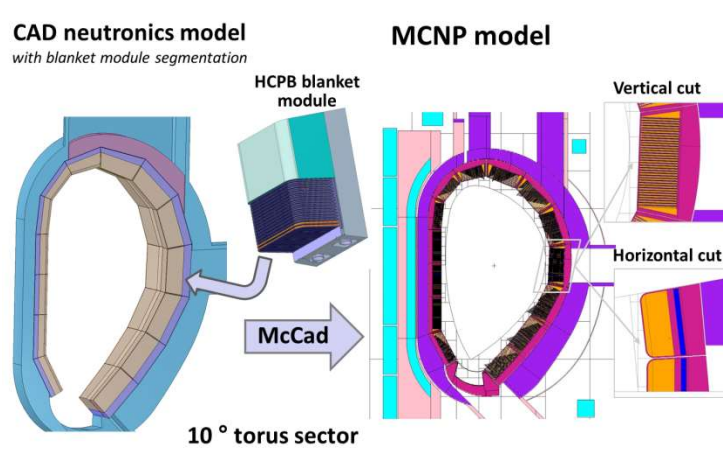 CAD neutronics model
with blanket module segmentation
HCPB blanket
module
MCNP model
Vertical cut
Horizontal cut
McCad
10 ° torus sector